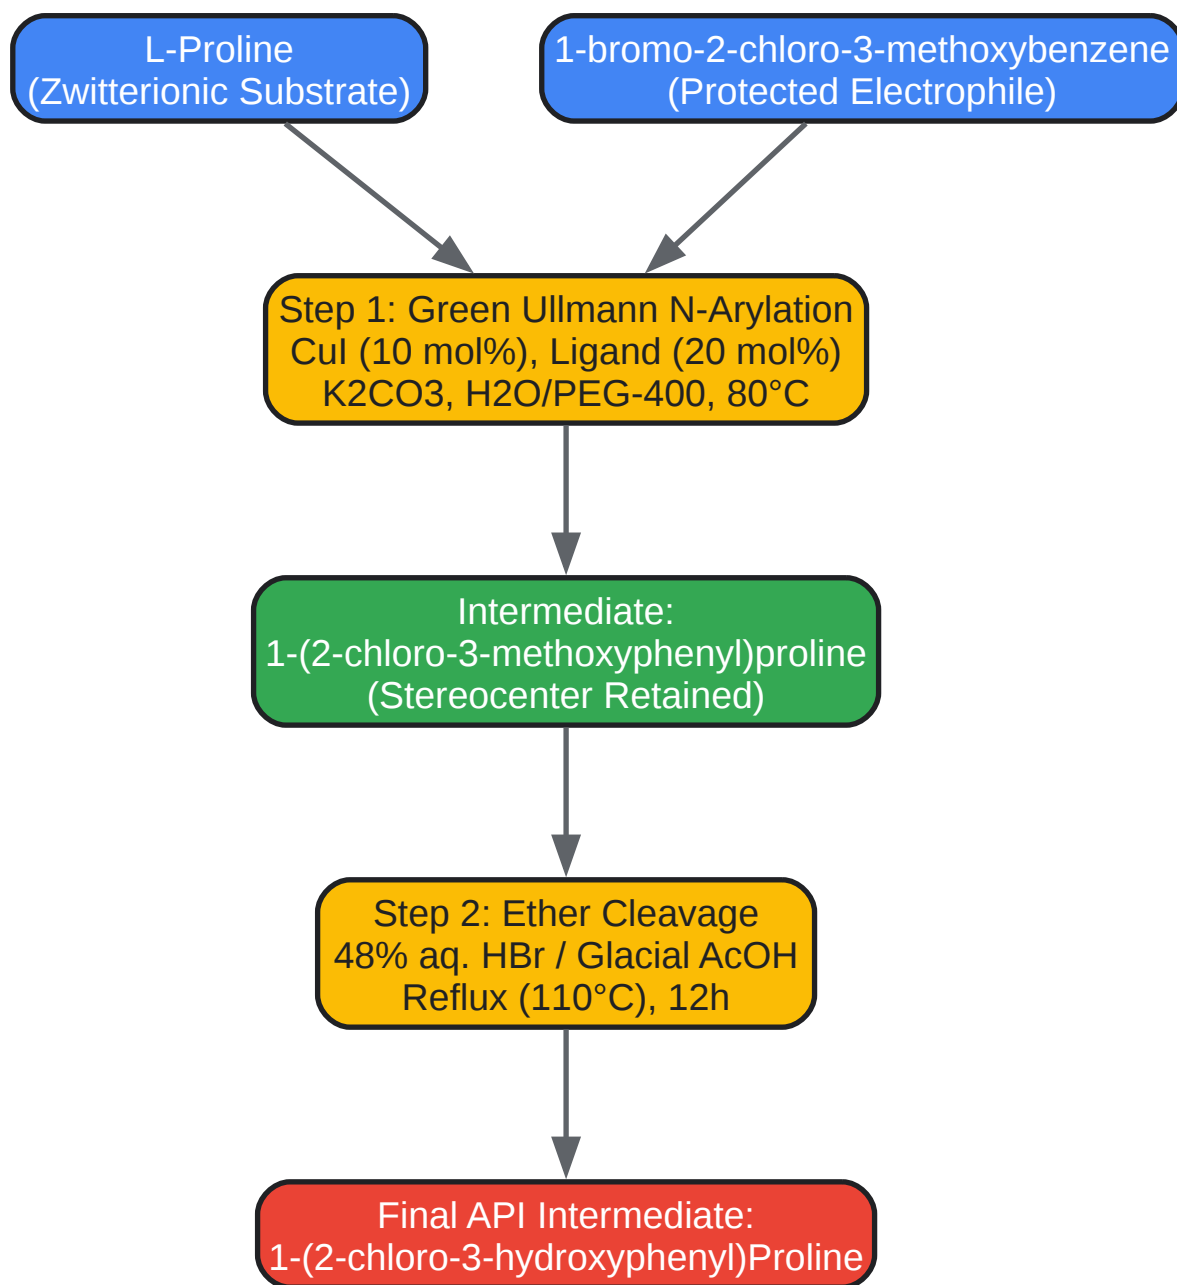 L-Proline
(Zwitterionic Substrate)
1-bromo-2-chloro-3-methoxybenzene
(Protected Electrophile)
Step 1: Green Ullmann N-Arylation
CuI (10 mol%), Ligand (20 mol%)
K2CO3, H2O/PEG-400, 80°C
Intermediate:
1-(2-chloro-3-methoxyphenyl)proline
(Stereocenter Retained)
Step 2: Ether Cleavage
48% aq. HBr / Glacial AcOH
Reflux (110°C), 12h
Final API Intermediate:
1-(2-chloro-3-hydroxyphenyl)Proline